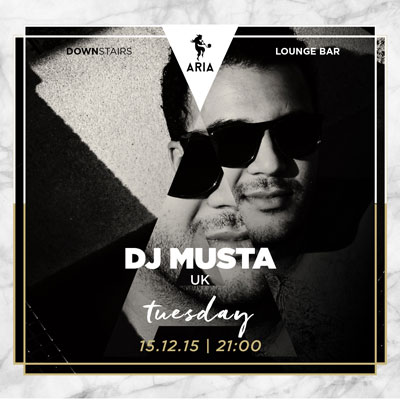 DOWNSTAIRS
LOUNGE BAR
ARIA
DJ MUSTA
UK
tuesday
15.12.15 | 21:00